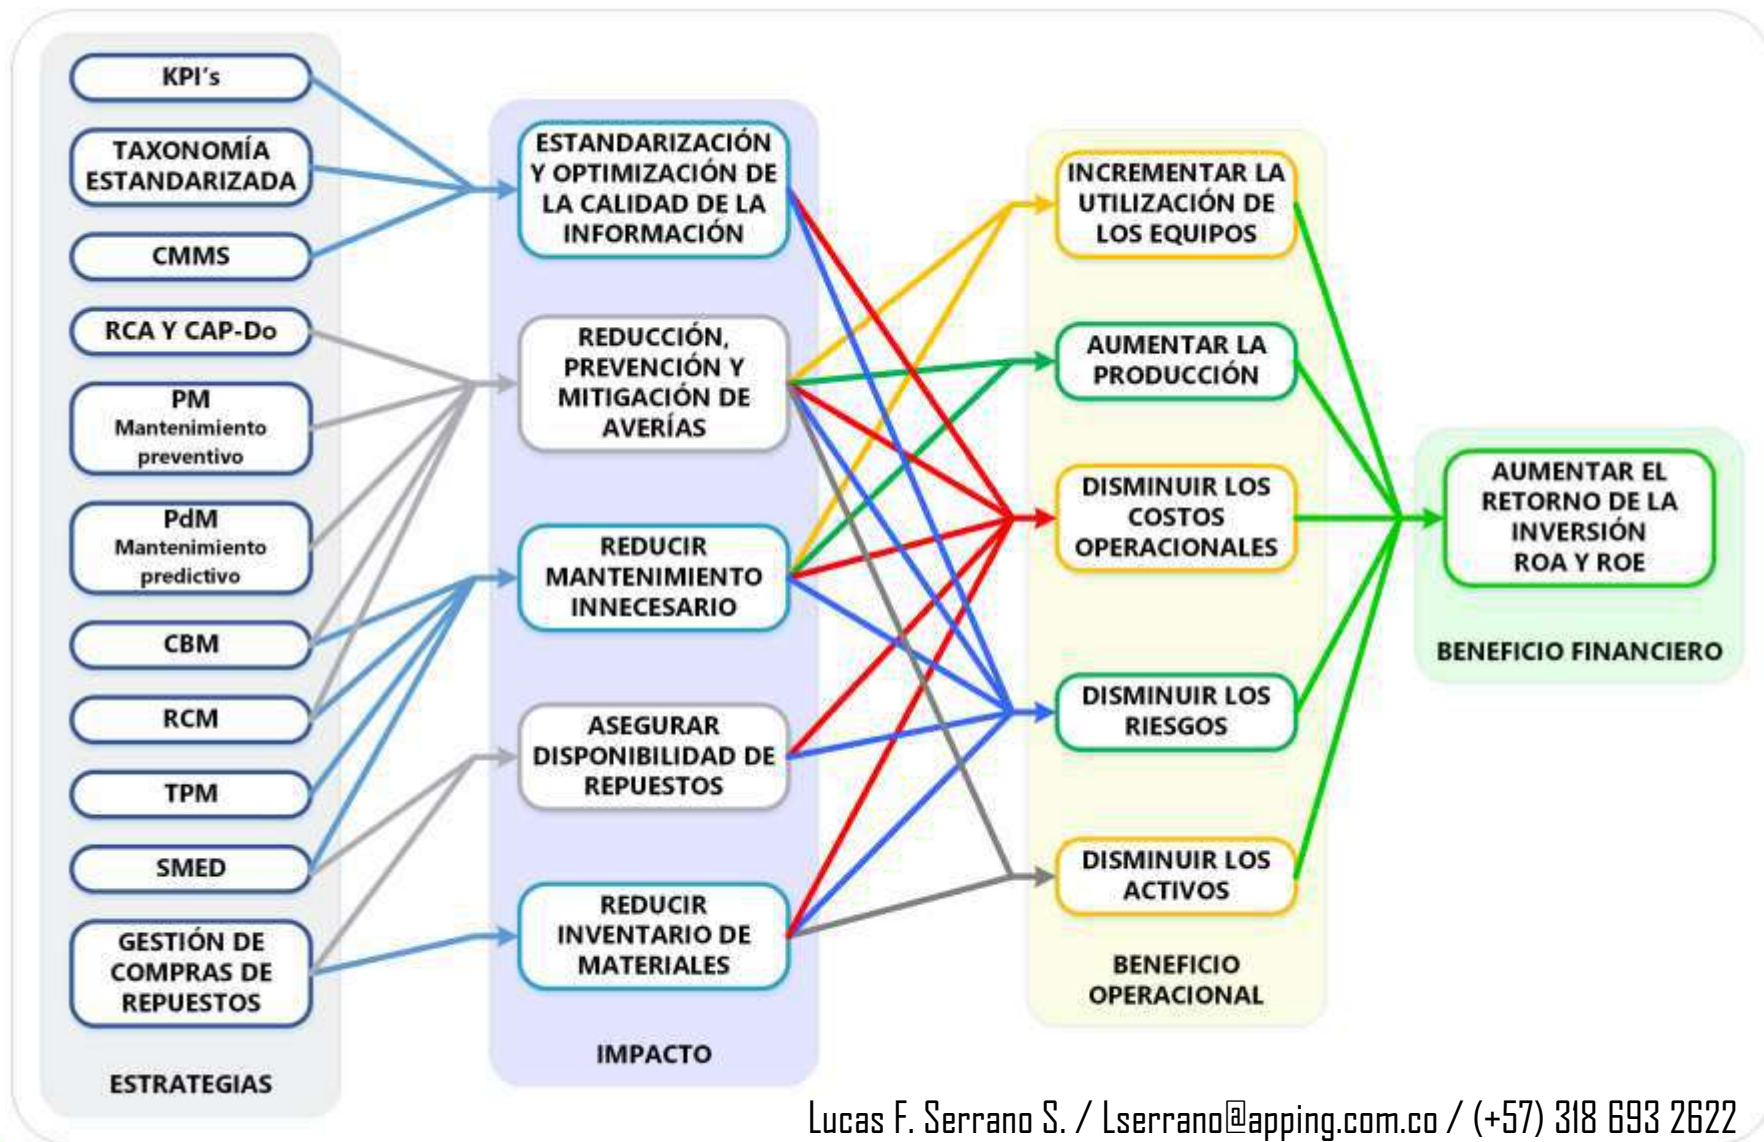 KPI's
TAXONOMÍA
ESTANDARIZADA
CMMS
RCA Y CAP-Do
PM
Mantenimiento
preventivo
PdM
Mantenimiento
predictivo
CBM
RCM
TPM
SMED
GESTIÓN DE
COMPRAS DE
REPUESTOS
ESTRATEGIAS
ESTANDARIZACIÓN
Y OPTIMIZACIÓN DE
LA CALIDAD DE LA
INFORMACIÓN
REDUCCIÓN,
PREVENCIÓN Y
MITIGACIÓN DE
AVERÍAS
REDUCIR
MANTENIMIENTO
INNECESARIO
ASEGURAR
DISPONIBILIDAD DE
REPUESTOS
REDUCIR
INVENTARIO DE
MATERIALES
IMPACTO
INCREMENTAR LA
UTILIZACIÓN DE
LOS EQUIPOS
AUMENTAR LA
PRODUCCIÓN
DISMINUIR LOS
COSTOS
OPERACIONALES
DISMINUIR LOS
RIESGOS
DISMINUIR LOS
ACTIVOS
BENEFICIO
OPERACIONAL
AUMENTAR EL
RETORNO DE LA
INVERSIÓN
ROA Y ROE
BENEFICIO FINANCIERO
Lucas F. Serrano S. / Lserrano@apping.com.co / (+57) 318 693 2622